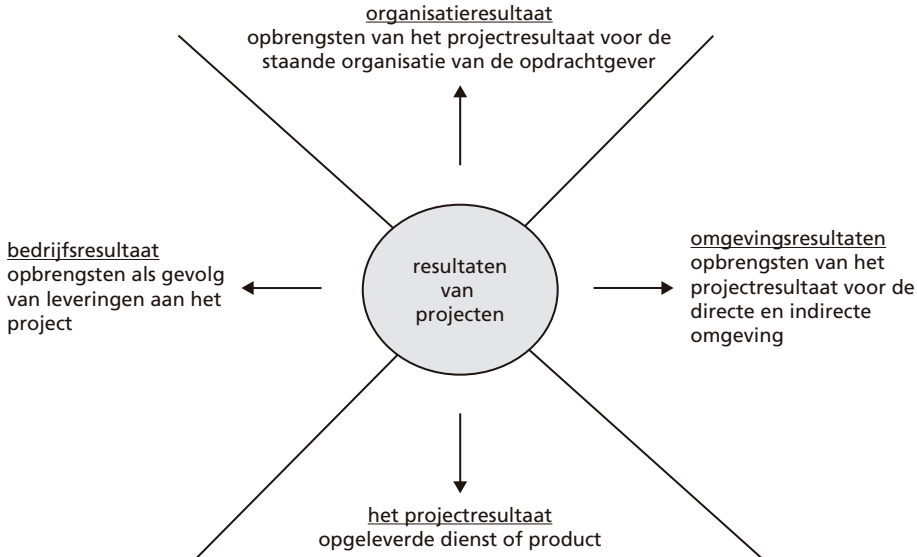 organisatieresultaat
opbrengsten van het projectresultaat voor de
staande organisatie van de opdrachtgever
bedrijfsresultaat
opbrengsten als gevolg
van leveringen aan het
project
resultaten
van
projecten
omgevingsresultaten
opbrengsten van het
projectresultaat voor de
directe en indirecte
omgeving
het projectresultaat
opgeleverde dienst of product